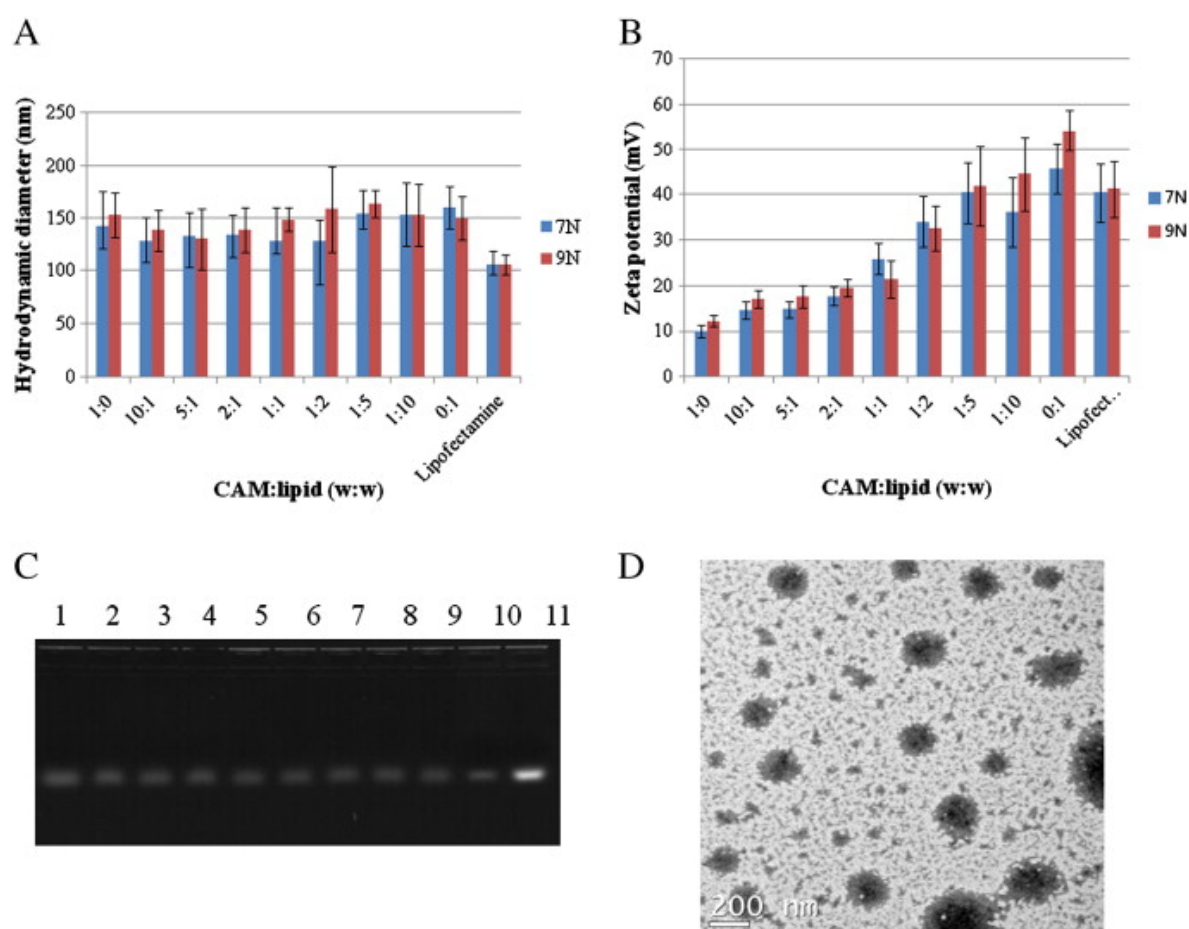 A
Hydrodynamic diameter (nm)
250
200
150
100
50
0
1:0
10:1
5:1
2:1
1:1
1:2
1:5
1:10
0:1
Lipofectamine
CAM:lipid (w:w)
7N
9N
B
Zeta potential (mV)
70
60
50
40
30
20
10
0
1:0
10:1
5:1
2:1
1:1
1:2
1:5
1:10
0:1
Lipofect...
CAM:lipid (w:w)
7N
9N
C
1 2 3 4 5 6 7 8 9 10 11
D
200 nm